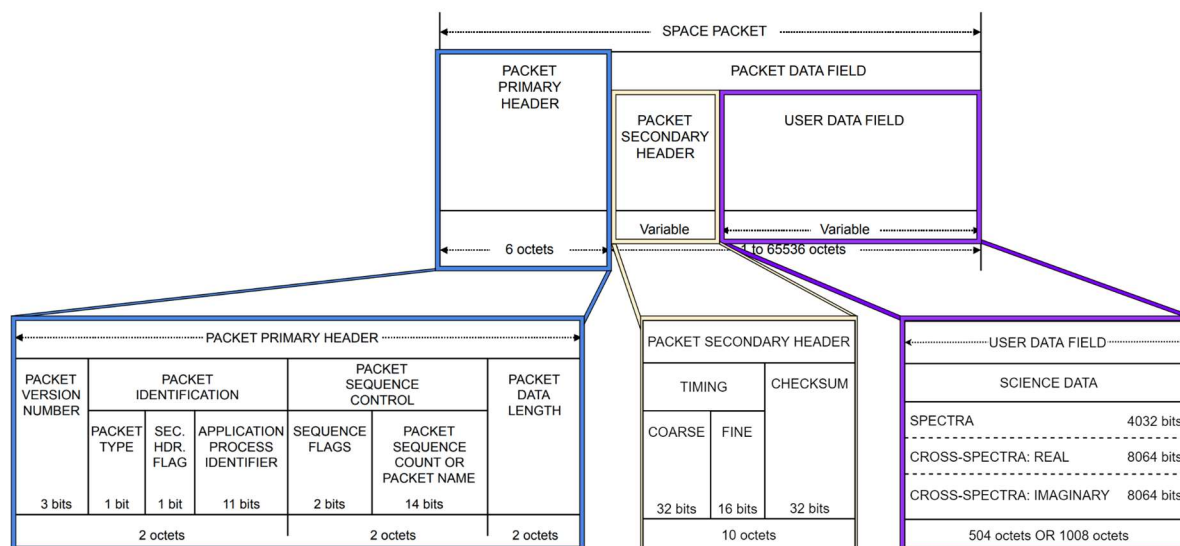 SPACE PACKET
PACKET
PRIMARY
HEADER
PACKET DATA FIELD
PACKET
SECONDARY
HEADER
USER DATA FIELD
Variable
Variable
6 octets
1 to 65536 octets
PACKET PRIMARY HEADER
PACKET
VERSION
NUMBER
PACKET
IDENTIFICATION
PACKET
SEQUENCE
CONTROL
PACKET
DATA
LENGTH
PACKET
TYPE
SEC.
HDR.
FLAG
APPLICATION
PROCESS
IDENTIFIER
SEQUENCE
FLAGS
PACKET
SEQUENCE
COUNT OR
PACKET NAME
3 bits
1 bit
1 bit
11 bits
2 bits
14 bits
2 octets
2 octets
2 octets
PACKET SECONDARY HEADER
TIMING
CHECKSUM
COARSE
FINE
32 bits
16 bits
32 bits
10 octets
USER DATA FIELD
SCIENCE DATA
SPECTRA 4032 bits
CROSS-SPECTRA: REAL 8064 bits
CROSS-SPECTRA: IMAGINARY 8064 bits
504 octets OR 1008 octets